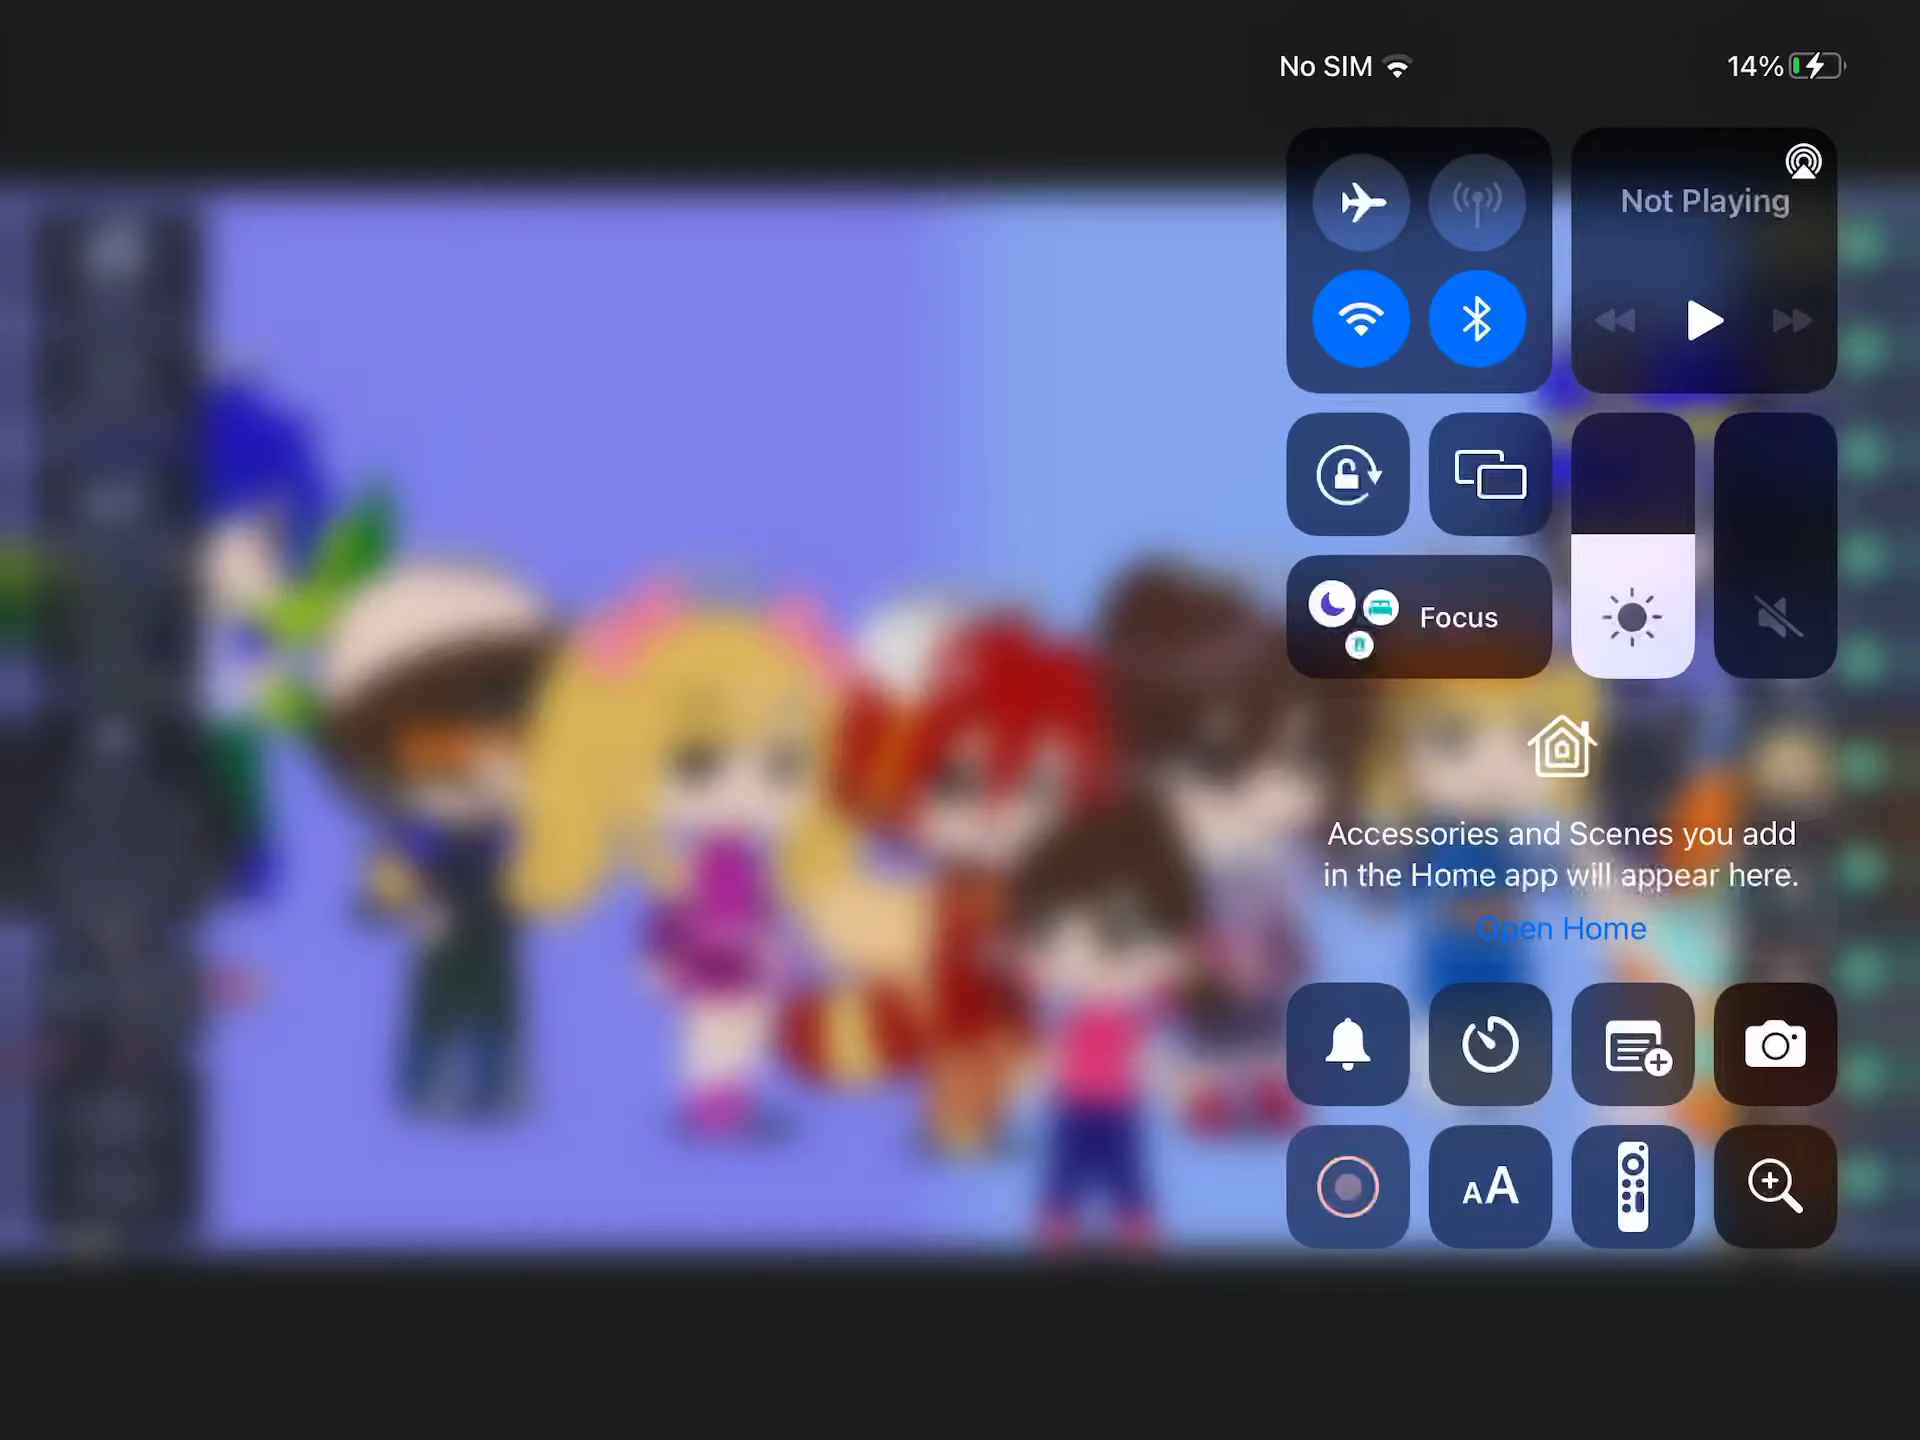 No SIM
14%
Not Playing
Focus
Accessories and Scenes you add
in the Home app will appear here.
Open Home
AA